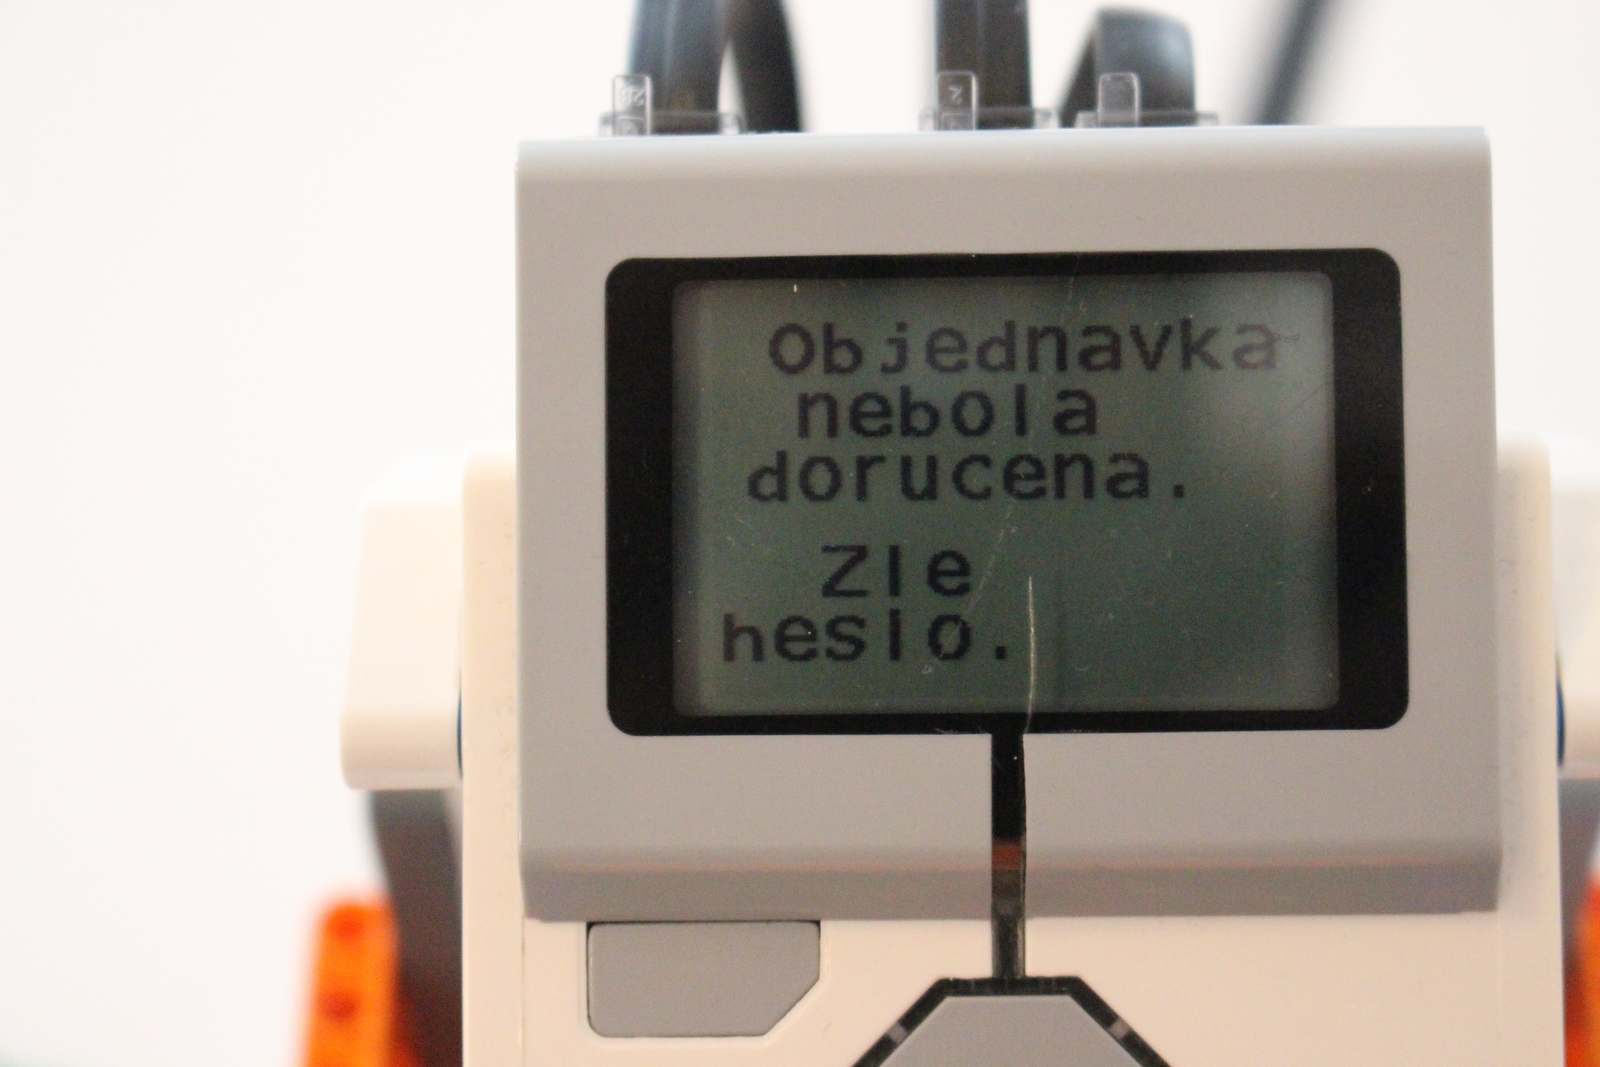 Objednavka
nebola
dorucena.
Zle
heslo.